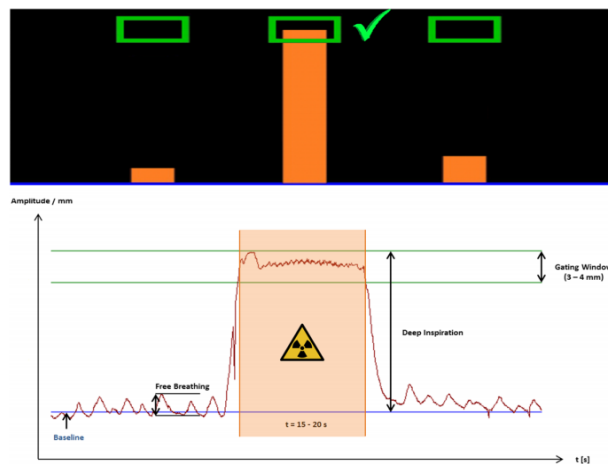 Amplitude / mm
Gating Window
(3 – 4 mm)
Deep Inspiration
Free Breathing
t = 15 - 20 s
Baseline
t [s]